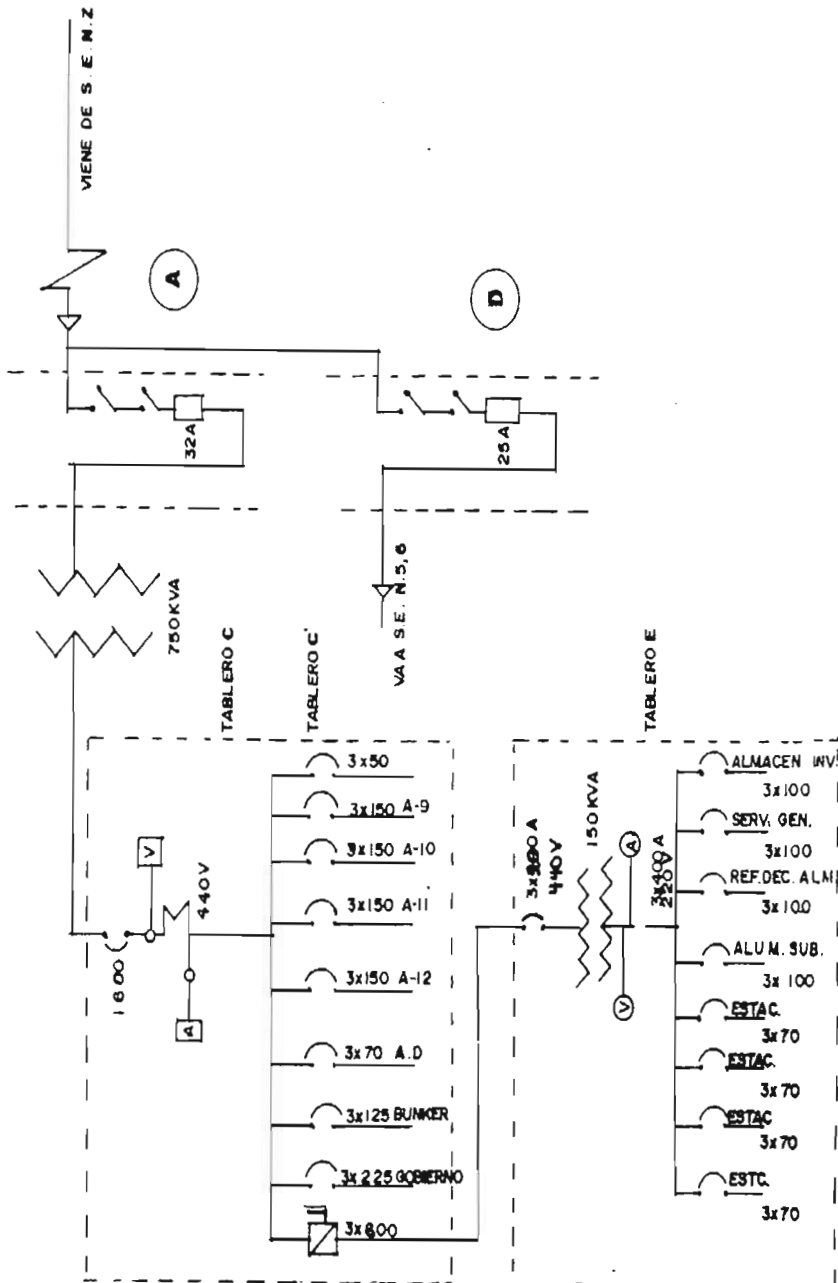 VIENE DE S. E. N. Z
A
D
32A
25A
VA A S.E. N.5,6
750KVA
TABLERO C
TABLERO C'
TABLERO E
V
440V
1600
A
3x50
3x150 A-9
3x150 A-10
3x150 A-11
3x150 A-12
3x70 A.D
3x125 BUNKER
3x225 GOBIERNO
3x600
440V
150KVA
A
V
3x400A
220V
ALMACEN INV.
3x100
SERV. GEN.
3x100
REF.DEC. ALM
3x100
ALUM. SUB.
3x100
ESTAC.
3x70
ESTAC.
3x70
ESTAC
3x70
ESTC.
3x70